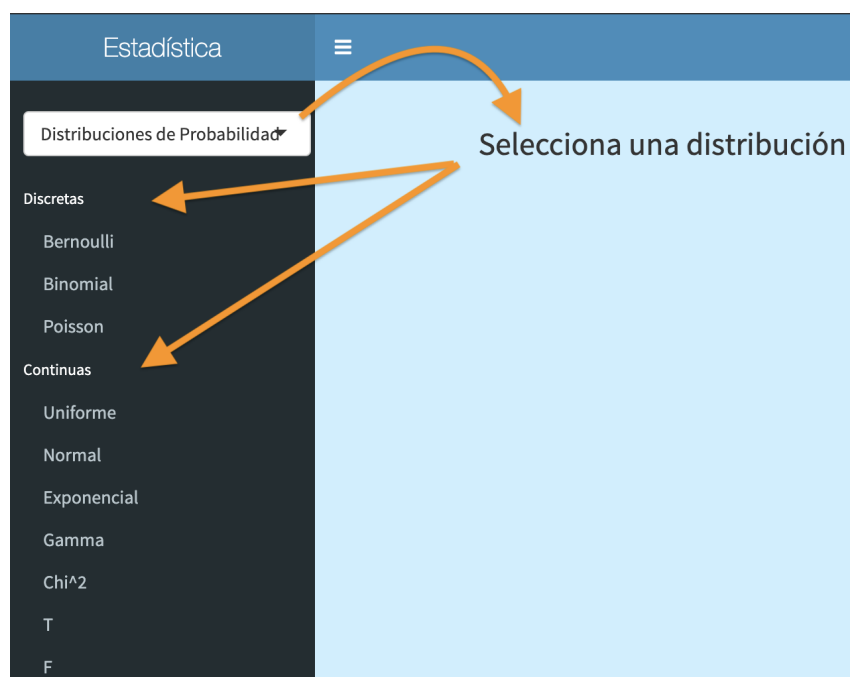 Estadística
Distribuciones de Probabilidad
Selecciona una distribución
Discretas
Bernoulli
Binomial
Poisson
Continuas
Uniforme
Normal
Exponencial
Gamma
Chi^2
T
F